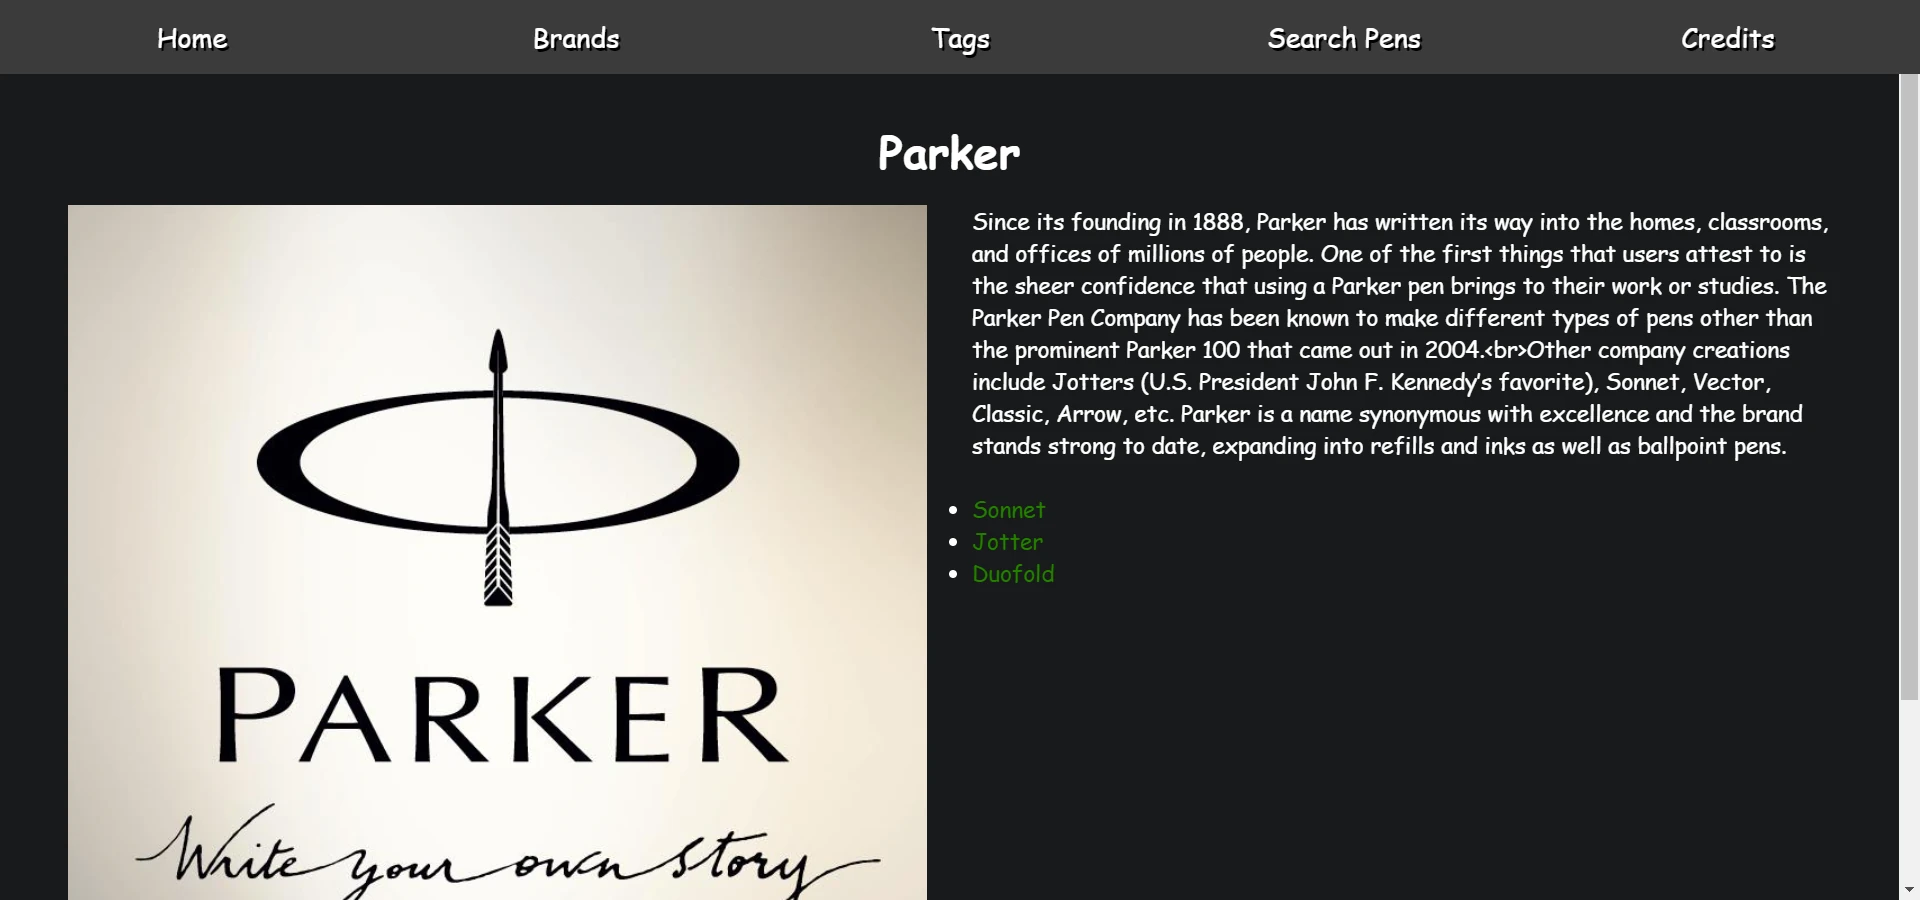 Home
Brands
Tags
Search Pens
Credits
Parker
Since its founding in 1888, Parker has written its way into the homes, classrooms,
and offices of millions of people. One of the first things that users attest to is
the sheer confidence that using a Parker pen brings to their work or studies. The
Parker Pen Company has been known to make different types of pens other than
the prominent Parker 100 that came out in 2004.<br>Other company creations
include Jotters (U.S. President John F. Kennedy’s favorite), Sonnet, Vector,
Classic, Arrow, etc. Parker is a name synonymous with excellence and the brand
stands strong to date, expanding into refills and inks as well as ballpoint pens.
Sonnet
Jotter
Duofold
PARKER
Write your own story